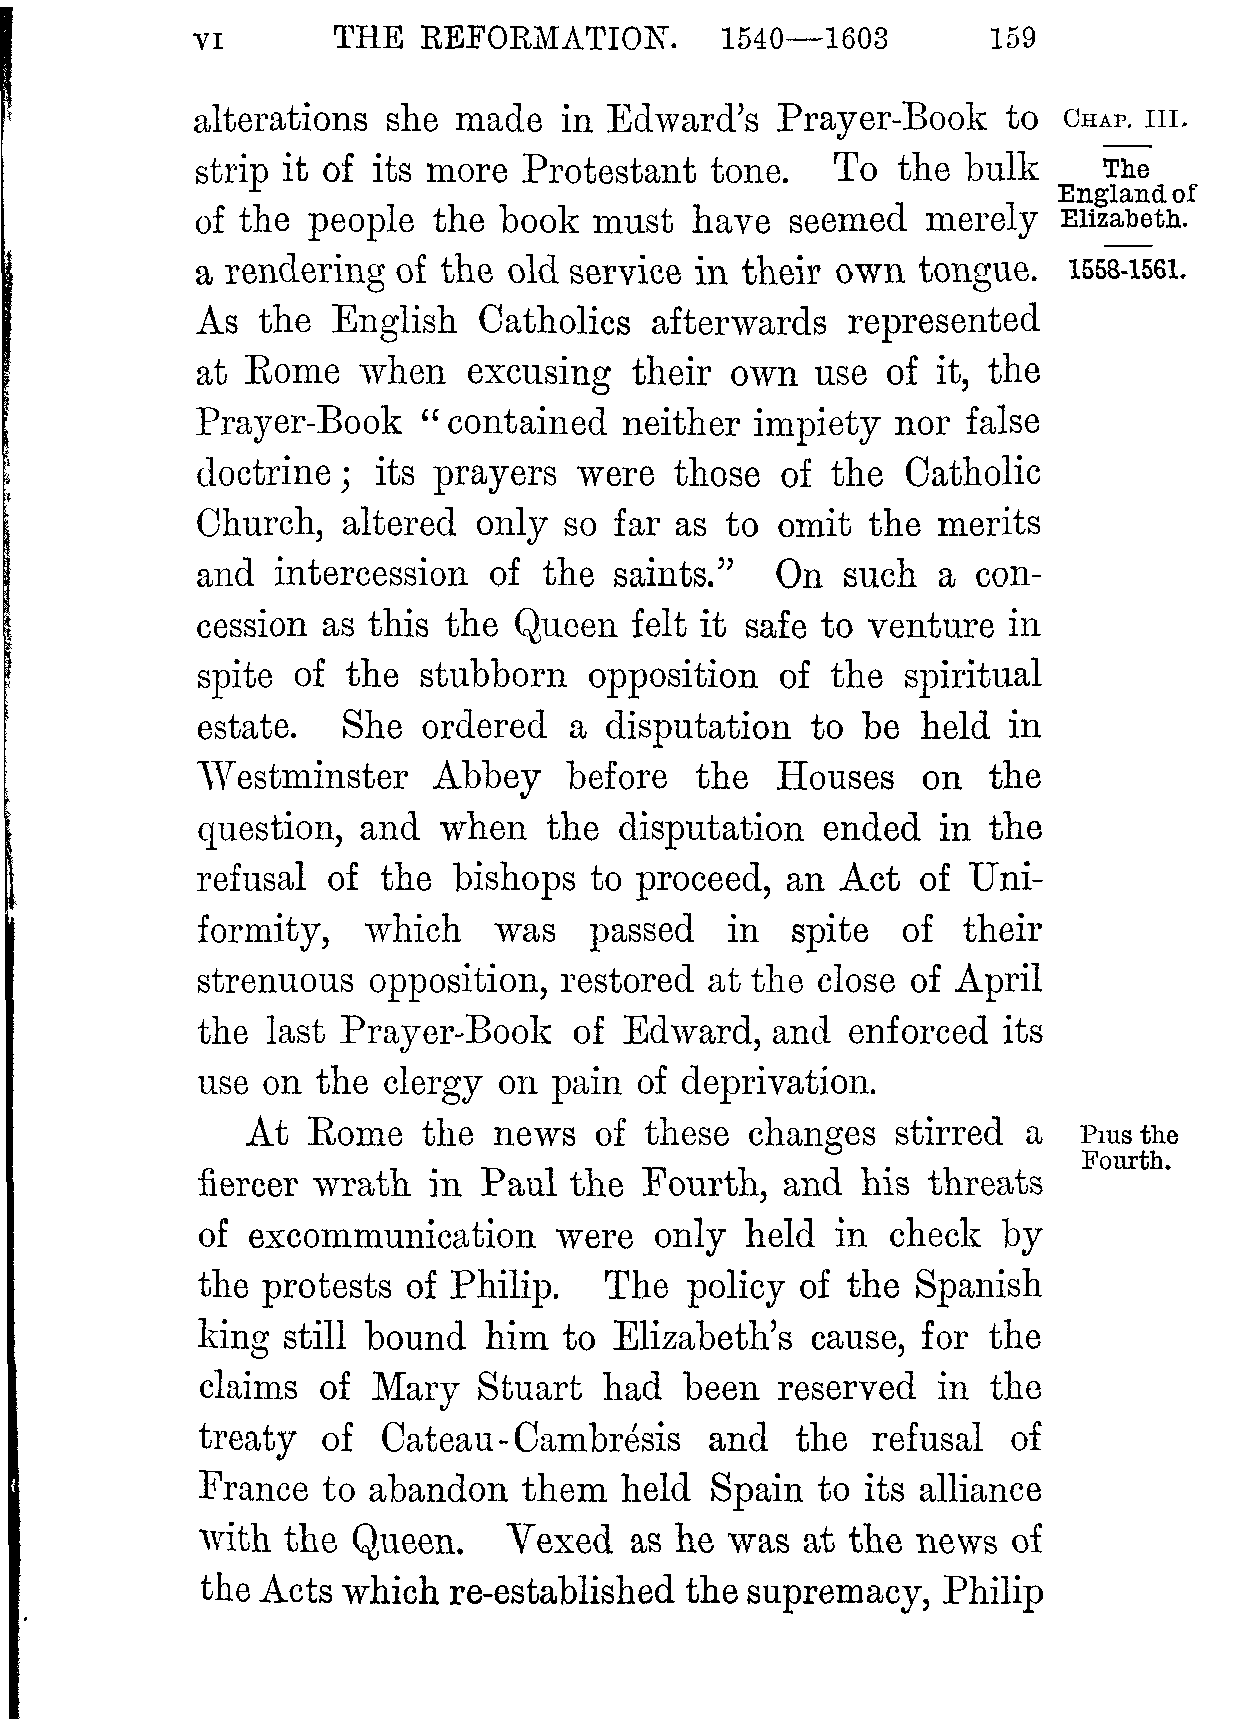 VI THE REFORMATION. 1540—1603 159
alterations she made in Edward's Prayer-Book to
strip it of its more Protestant tone. To the bulk
of the people the book must have seemed merely
a rendering of the old service in their own tongue.
As the English Catholics afterwards represented
at Rome when excusing their own use of it, the
Prayer-Book "contained neither impiety nor false
doctrine; its prayers were those of the Catholic
Church, altered only so far as to omit the merits
and intercession of the saints." On such a con-
cession as this the Queen felt it safe to venture in
spite of the stubborn opposition of the spiritual
estate. She ordered a disputation to be held in
Westminster Abbey before the Houses on the
question, and when the disputation ended in the
refusal of the bishops to proceed, an Act of Uni-
formity, which was passed in spite of their
strenuous opposition, restored at the close of April
the last Prayer-Book of Edward, and enforced its
use on the clergy on pain of deprivation.
At Rome the news of these changes stirred a
fiercer wrath in Paul the Fourth, and his threats
of excommunication were only held in check by
the protests of Philip. The policy of the Spanish
king still bound him to Elizabeth's cause, for the
claims of Mary Stuart had been reserved in the
treaty of Cateau-Cambrésis and the refusal of
France to abandon them held Spain to its alliance
with the Queen. Vexed as he was at the news of
the Acts which re-established the supremacy, Philip
CHAP. III.
The
England of
Elizabeth.
1558-1561.
Pius the
Fourth.